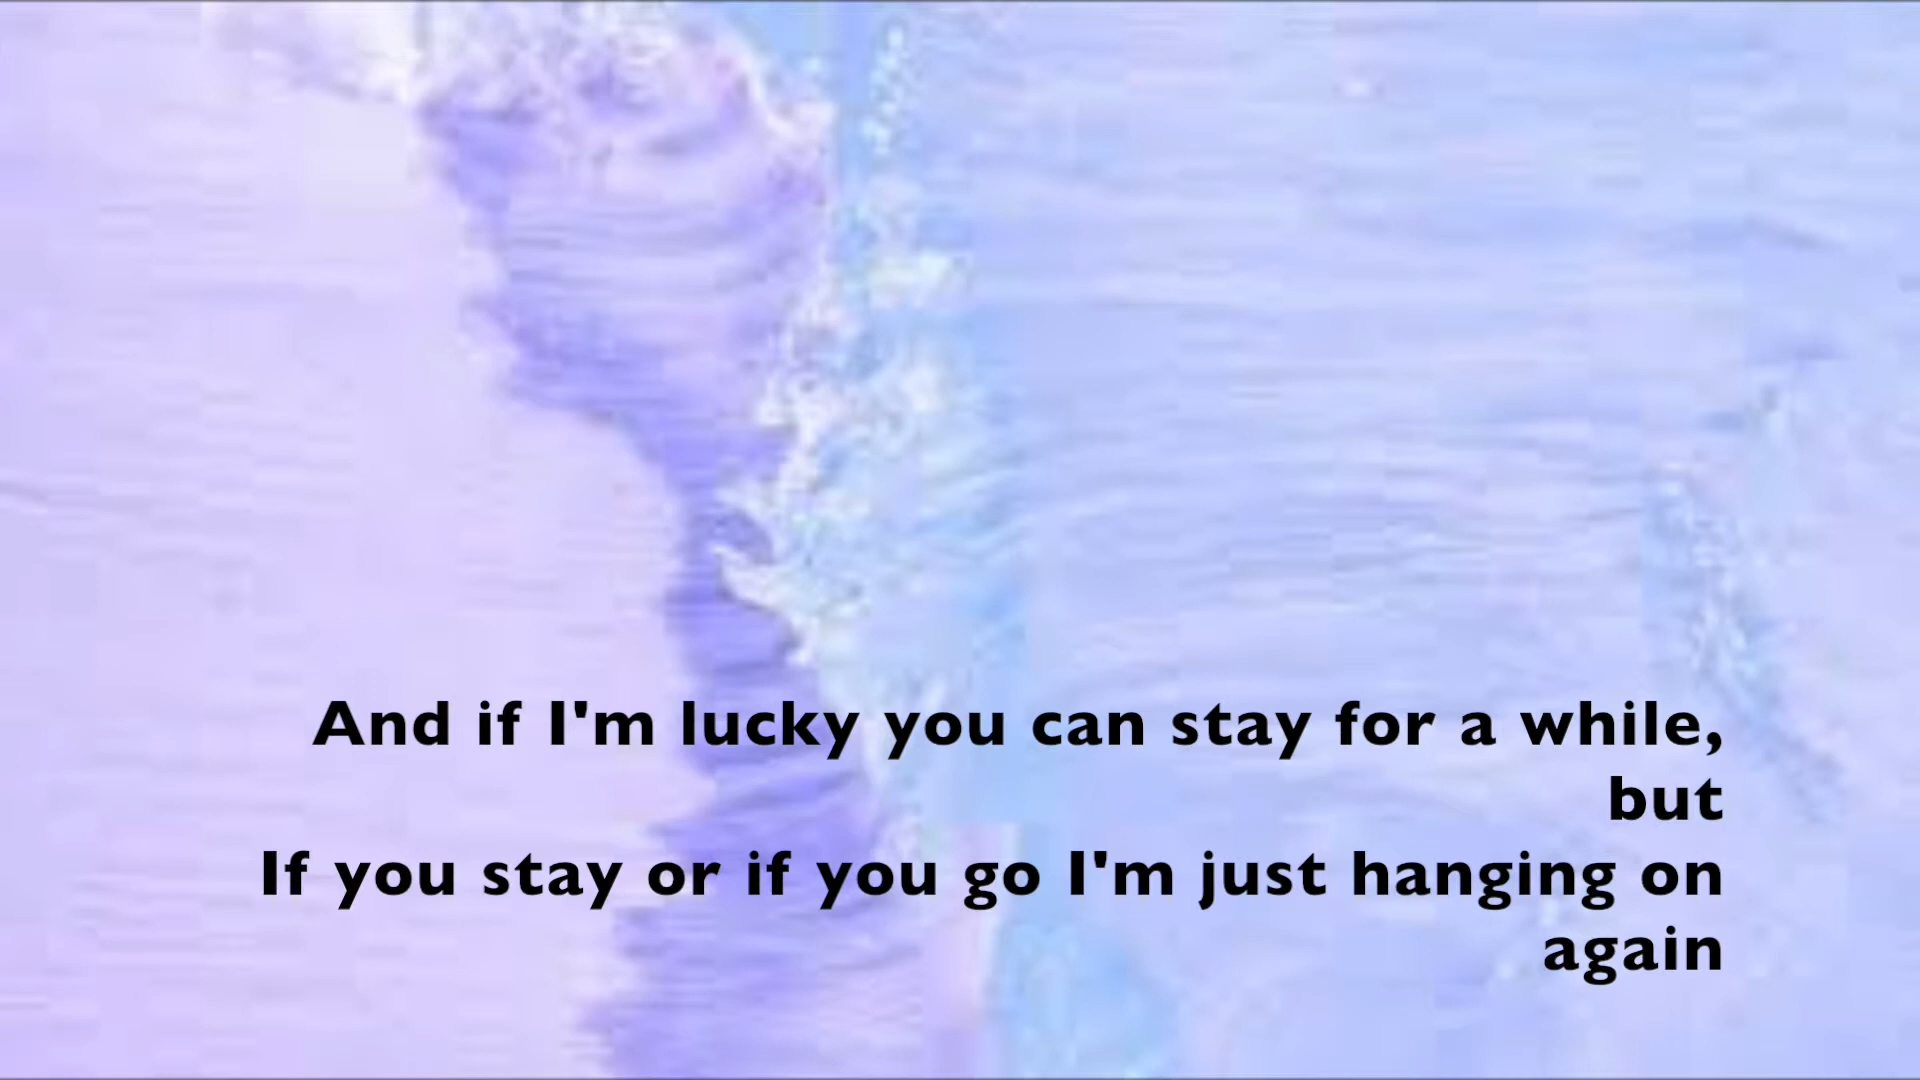 And if I'm lucky you can stay for a while,
but
If you stay or if you go I'm just hanging on
again